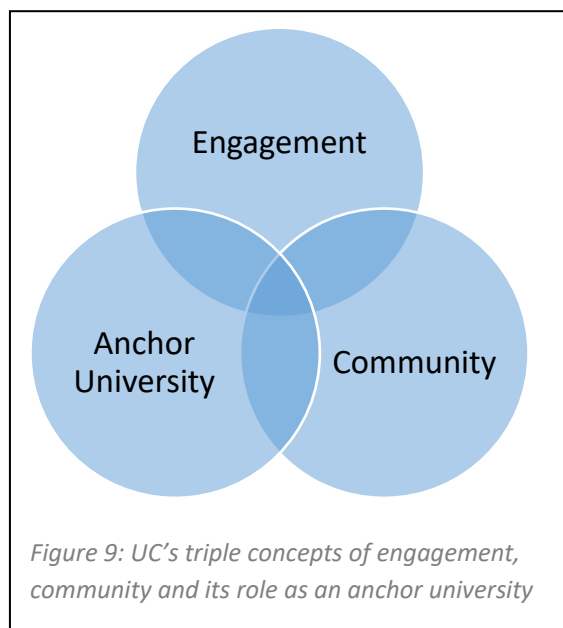 Engagement
Anchor
University
Community
Figure 9: UC’s triple concepts of engagement,
community and its role as an anchor university